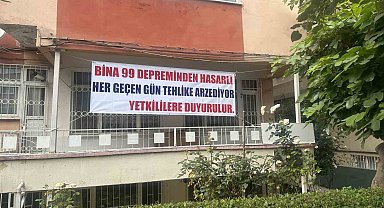 BİNA 99 DEPREMİNDEN HASARLI
HER GEÇEN GÜN TEHLİKE ARZEDİYOR
YETKİLİLERE DUYURULUR.